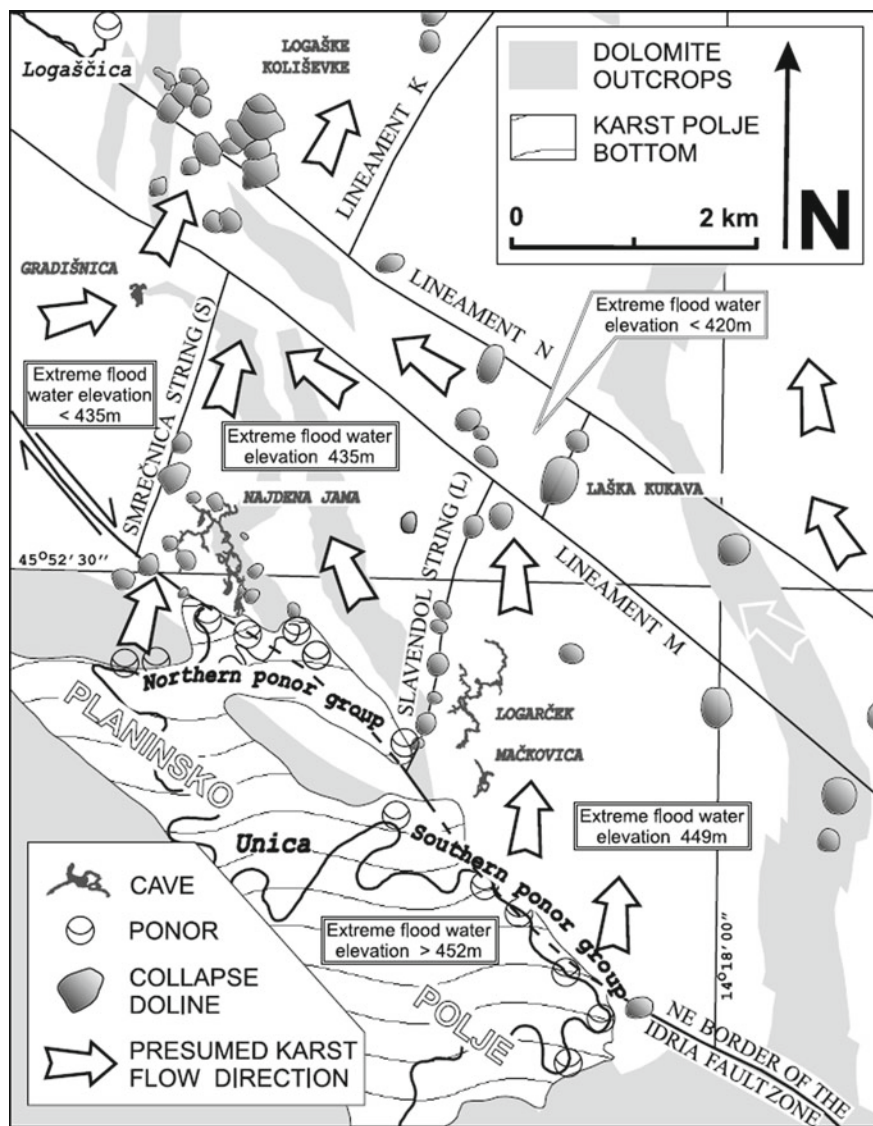 Logaščica
LOGAŠKE
KOLIŠEVKE
LINEAMENT K
DOLOMITE
OUTCROPS
KARST POLJE
BOTTOM
0 2 km
N
GRADIŠNICA
SMREČNICA STRING (S)
LINEAMENT N
Extreme flood water
elevation < 420m
Extreme flood
water elevation
< 435m
Extreme flood water
elevation 435m
NAJDENA JAMA
SLAVENDOL STRING (L)
LAŠKA KUKAVA
LINEAMENT M
45°52'30"
Northern ponor group
PLANINSKO
LOGARČEK
MAČKOVICA
Extreme flood water
elevation 449m
Unica
Southern ponor group
Extreme flood water
elevation > 452m
POLJE
14°18'00"
NE BORDER OF THE
IDRIA FAULT ZONE
CAVE
PONOR
COLLAPSE
DOLINE
PRESUMED KARST
FLOW DIRECTION